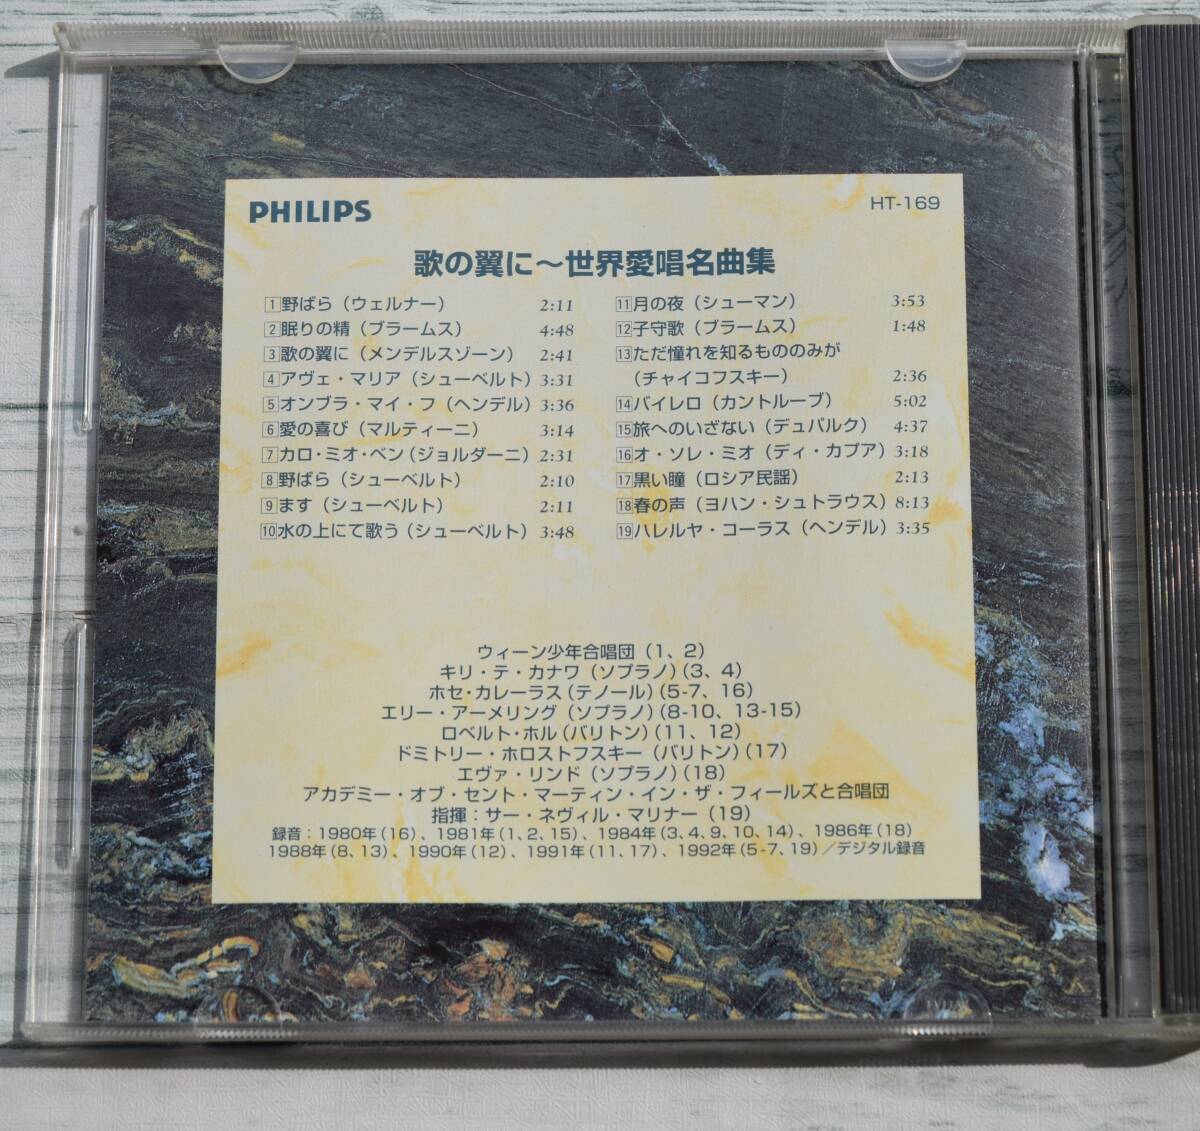 PHILIPS
HT-169
歌の翼に〜世界愛唱名曲集
1 野ばら（ウェルナー） 2:11
2 眠りの精（ブラームス） 4:48
3 歌の翼に（メンデルスゾーン） 2:41
4 アヴェ・マリア（シューベルト） 3:31
5 オンブラ・マイ・フ（ヘンデル） 3:36
6 愛の喜び（マルティーニ） 3:14
7 カロ・ミオ・ベン（ジョルダーニ） 2:31
8 野ばら（シューベルト） 2:10
9 ます（シューベルト） 2:11
10 水の上にて歌う（シューベルト） 3:48
11 月の夜（シューマン） 3:53
12 子守歌（ブラームス） 1:48
13 ただ憧れを知るもののみが
（チャイコフスキー） 2:36
14 バイレロ（カントルーブ） 5:02
15 旅へのいざない（デュパルク） 4:37
16 オ・ソレ・ミオ（ディ・カプア） 3:18
17 黒い瞳（ロシア民謡） 2:13
18 春の声（ヨハン・シュトラウス） 8:13
19 ハレルヤ・コーラス（ヘンデル） 3:35
ウィーン少年合唱団（1、2）
キリ・テ・カナワ（ソプラノ）（3、4）
ホセ・カレーラス（テノール）（5-7、16）
エリー・アーメリング（ソプラノ）（8-10、13-15）
ロベルト・ホル（バリトン）（11、12）
ドミトリー・ホロストフスキー（バリトン）（17）
エヴァ・リンド（ソプラノ）（18）
アカデミー・オブ・セント・マーティン・イン・ザ・フィールズと合唱団
指揮：サー・ネヴィル・マリナー（19）
録音：1980年（16）、1981年（1、2、15）、1984年（3、4、9、10、14）、1986年（18）
1988年（8、13）、1990年（12）、1991年（11、17）、1992年（5-7、19）／デジタル録音